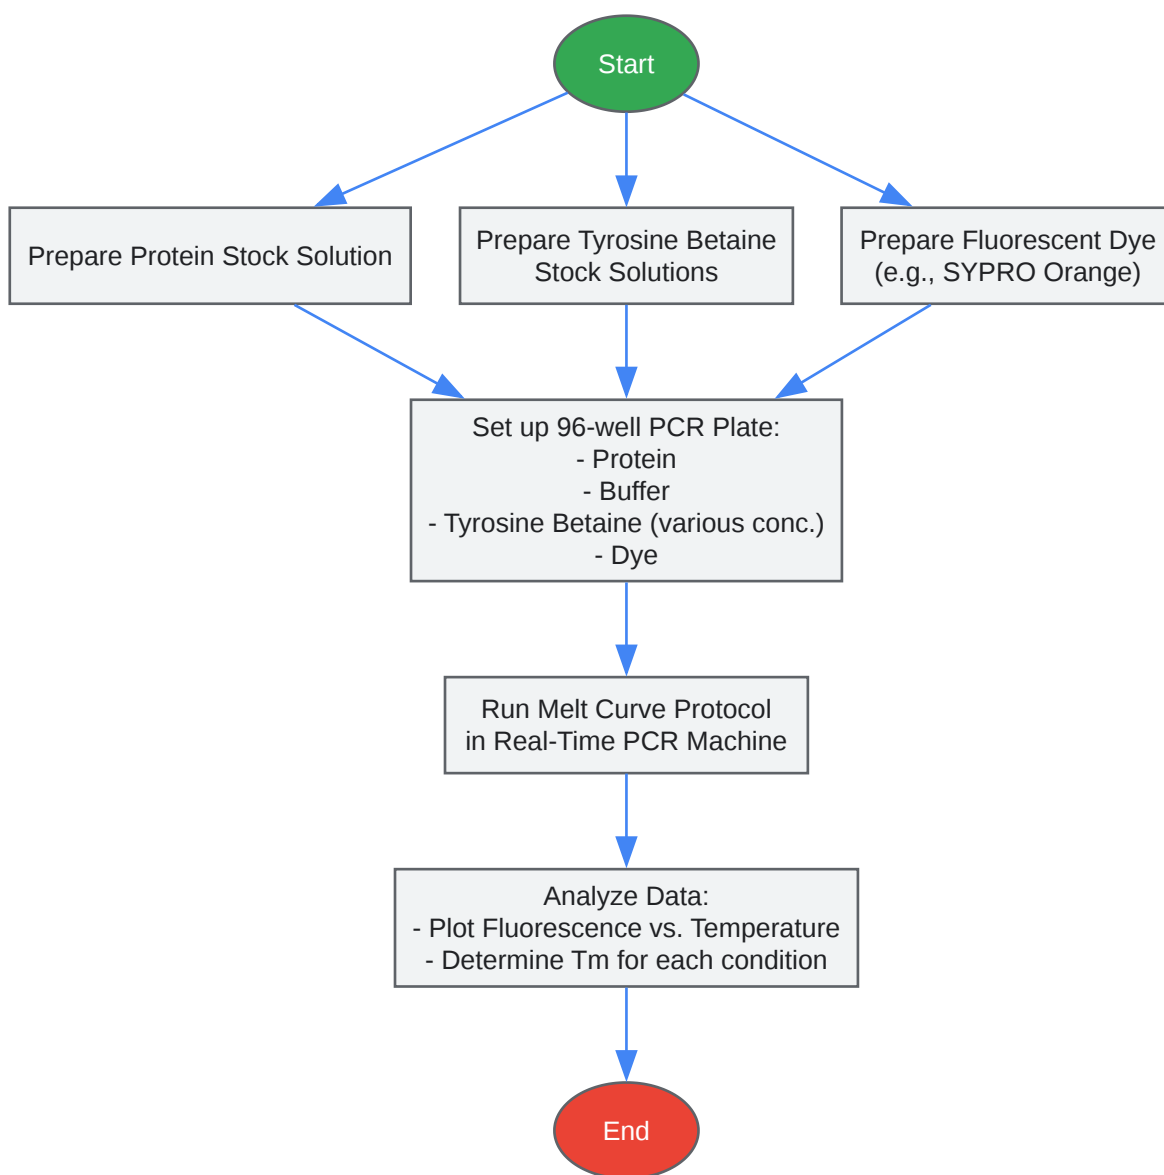 Start
Prepare Protein Stock Solution
Prepare Tyrosine Betaine
Stock Solutions
Prepare Fluorescent Dye
(e.g., SYPRO Orange)
Set up 96-well PCR Plate:
- Protein
- Buffer
- Tyrosine Betaine (various conc.)
- Dye
Run Melt Curve Protocol
in Real-Time PCR Machine
Analyze Data:
- Plot Fluorescence vs. Temperature
- Determine Tm for each condition
End